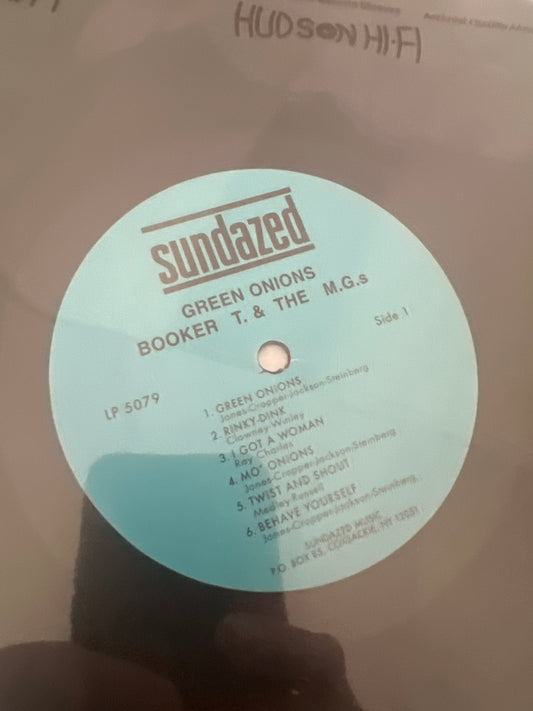 HUDSON HI-FI
sundazed
GREEN ONIONS
BOOKER T. & THE M.G.s
Side 1
LP 5079
1. GREEN ONIONS
Jones-Cropper-Jackson-Steinberg
2. RINKY-DINK
Clowney-Winley
3. I GOT A WOMAN
Ray Charles
4. MO' ONIONS
Jones-Cropper-Jackson-Steinberg
5. TWIST AND SHOUT
Medley-Russell
6. BEHAVE YOURSELF
Jones-Cropper-Jackson-Steinberg
SUNDAZED MUSIC
P.O. BOX 85, COXSACKIE, NY 12051